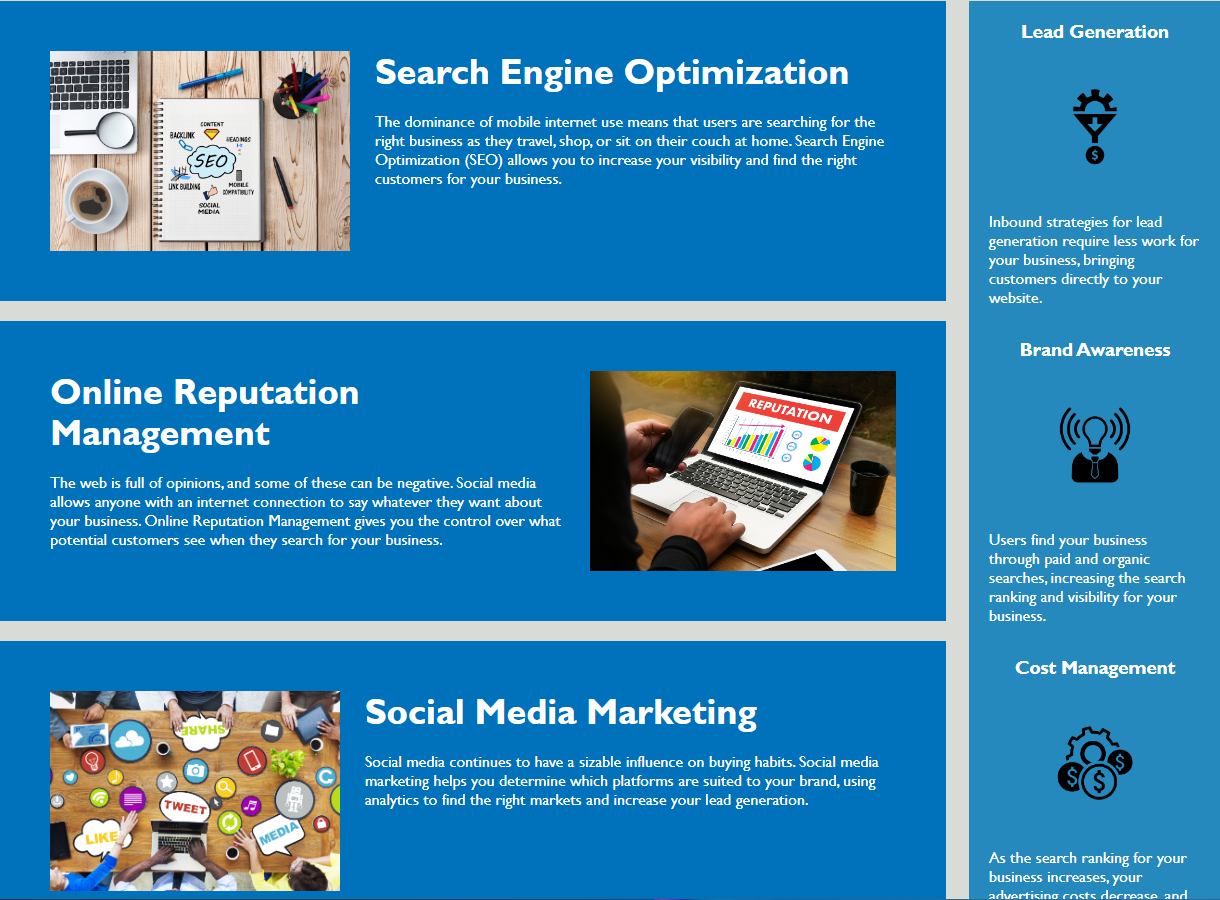 Search Engine Optimization
The dominance of mobile internet use means that users are searching for the
right business as they travel, shop, or sit on their couch at home. Search Engine
Optimization (SEO) allows you to increase your visibility and find the right
customers for your business.
CONTENT
BACKLINK
HEADINGS
SEO
LINK BUILDING
MOBILE
COMPATIBILITY
SOCIAL
MEDIA
Online Reputation
Management
The web is full of opinions, and some of these can be negative. Social media
allows anyone with an internet connection to say whatever they want about
your business. Online Reputation Management gives you the control over what
potential customers see when they search for your business.
REPUTATION
Social Media Marketing
Social media continues to have a sizable influence on buying habits. Social media
marketing helps you determine which platforms are suited to your brand, using
analytics to find the right markets and increase your lead generation.
SHARE
TWEET
LIKE
MEDIA
Lead Generation
$
Inbound strategies for lead
generation require less work for
your business, bringing
customers directly to your
website.
Brand Awareness
Users find your business
through paid and organic
searches, increasing the search
ranking and visibility for your
business.
Cost Management
$ $ $
As the search ranking for your
business increases, your
advertising costs decrease, and